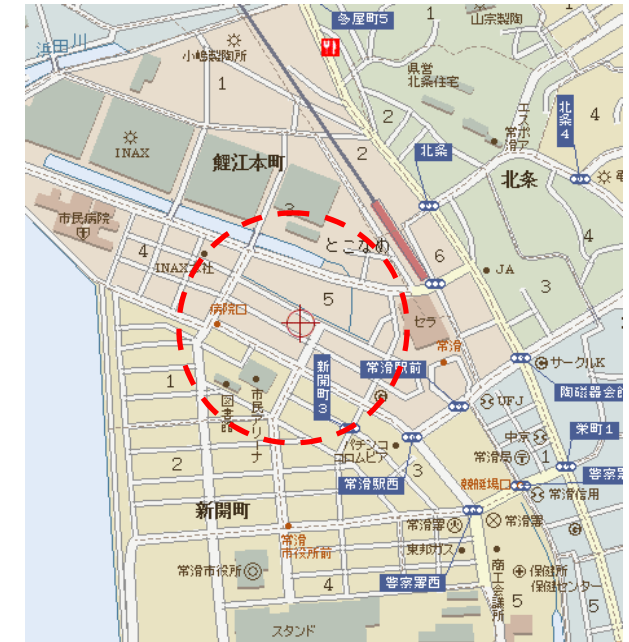 多屋町5
1
山宗製陶
浜田川
小嶋製陶所
県営
北条住宅
1
エスポ
常滑ア
北条4
4
2
INAX
鯉江本町
2
北条
北条
市民病院
3
とこなめ
4
4
6
INAX本社
JA
3
5
病院口
セラ
常滑
新開町3
常滑駅前
サークルK
1
図書館
市民アリーナ
UFJ
陶磁器会館
パチンコ
コロムビア
中京
栄町1
2
3
常滑局
1
常滑駅西
競艇場口
警察署
常滑信用
新開町
常滑署
常滑署
常滑
市役所前
東邦ガス
常滑市役所
商工会議所
保健所
保健センター
警察署西
4
5
5
スタンド